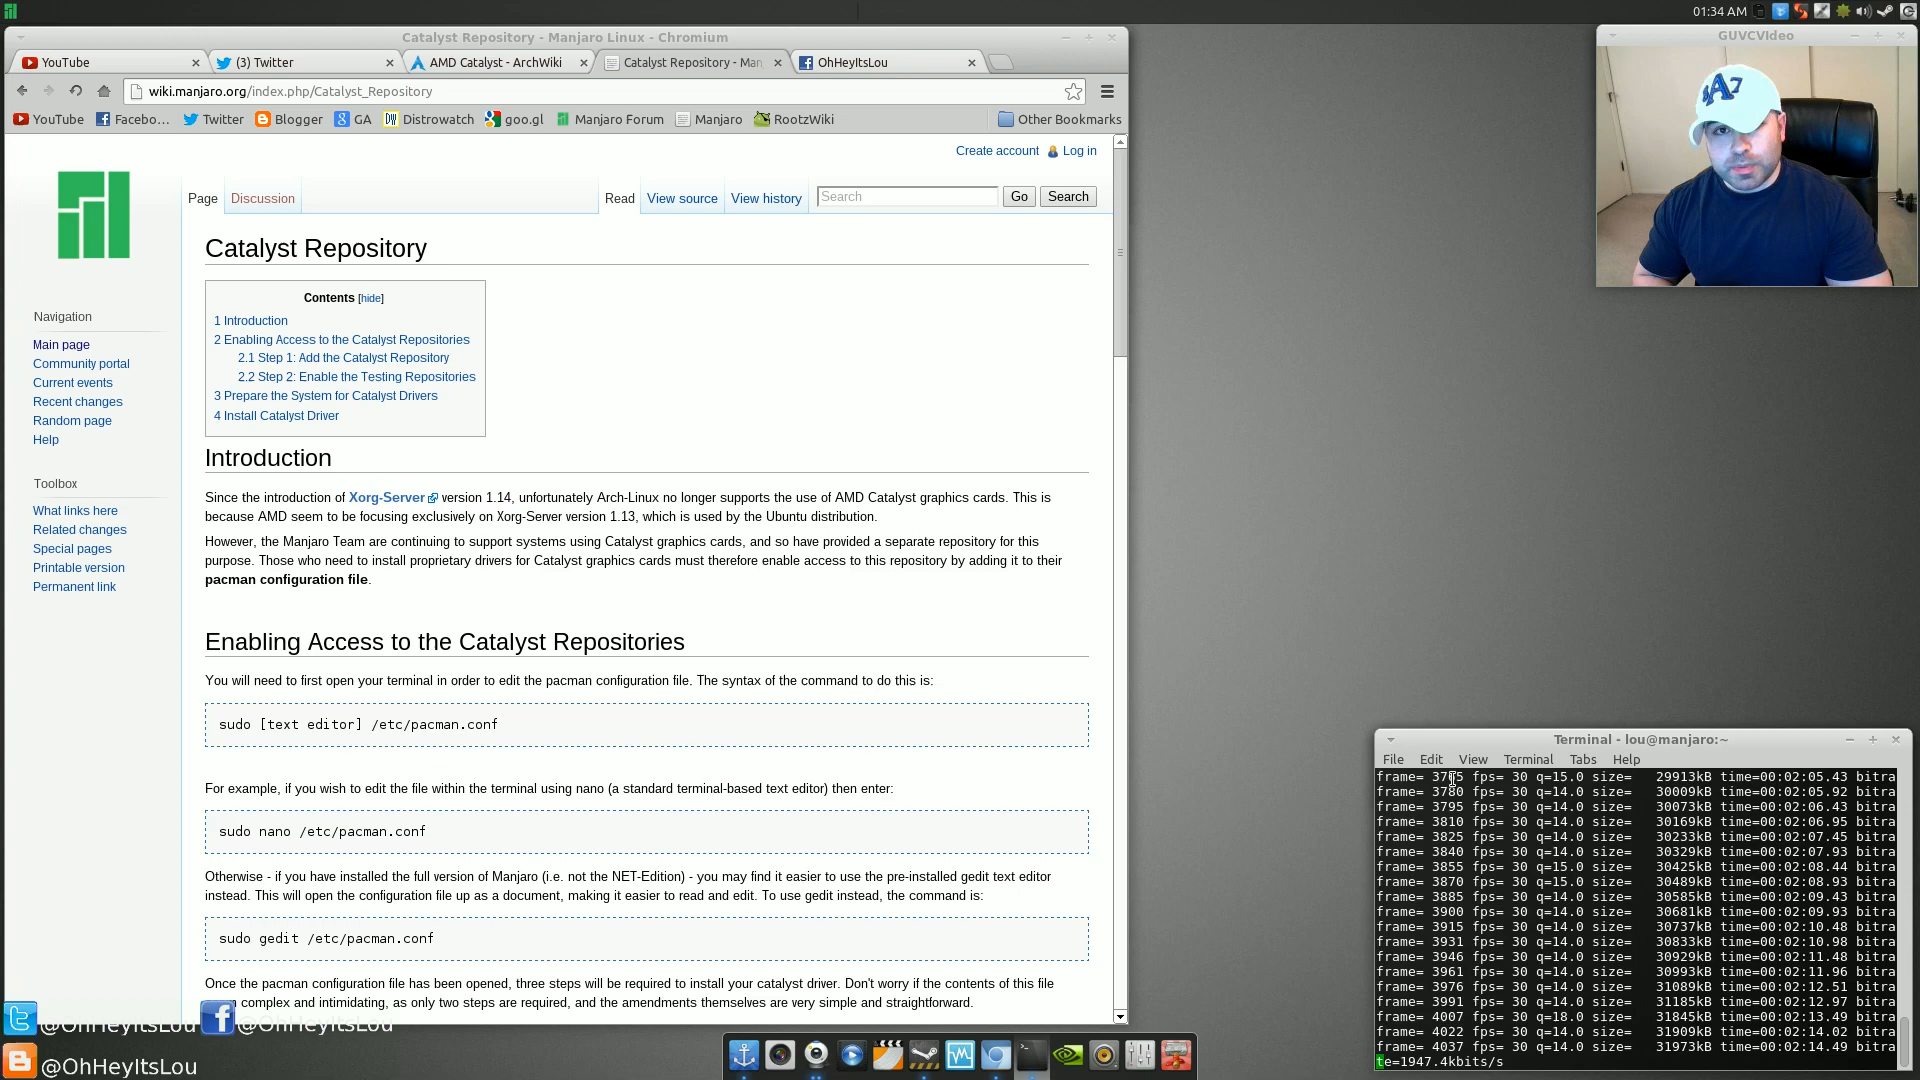 01:34 AM
Catalyst Repository - Manjaro Linux - Chromium
YouTube
(3) Twitter
AMD Catalyst - ArchWiki
Catalyst Repository - Man
OhHeyItsLou
wiki.manjaro.org/index.php/Catalyst_Repository
YouTube
Facebo...
Twitter
Blogger
GA
Distrowatch
goo.gl
Manjaro Forum
Manjaro
RootzWiki
Other Bookmarks
Create account
Log in
Page
Discussion
Read
View source
View history
Search
Go
Search
Navigation
Main page
Community portal
Current events
Recent changes
Random page
Help
Toolbox
What links here
Related changes
Special pages
Printable version
Permanent link
Catalyst Repository
Contents [hide]
1 Introduction
2 Enabling Access to the Catalyst Repositories
2.1 Step 1: Add the Catalyst Repository
2.2 Step 2: Enable the Testing Repositories
3 Prepare the System for Catalyst Drivers
4 Install Catalyst Driver
Introduction
Since the introduction of Xorg-Server version 1.14, unfortunately Arch-Linux no longer supports the use of AMD Catalyst graphics cards. This is
because AMD seem to be focusing exclusively on Xorg-Server version 1.13, which is used by the Ubuntu distribution.
However, the Manjaro Team are continuing to support systems using Catalyst graphics cards, and so have provided a separate repository for this
purpose. Those who need to install proprietary drivers for Catalyst graphics cards must therefore enable access to this repository by adding it to their
pacman configuration file.
Enabling Access to the Catalyst Repositories
You will need to first open your terminal in order to edit the pacman configuration file. The syntax of the command to do this is:
sudo [text editor] /etc/pacman.conf
For example, if you wish to edit the file within the terminal using nano (a standard terminal-based text editor) then enter:
sudo nano /etc/pacman.conf
Otherwise - if you have installed the full version of Manjaro (i.e. not the NET-Edition) - you may find it easier to use the pre-installed gedit text editor
instead. This will open the configuration file up as a document, making it easier to read and edit. To use gedit instead, the command is:
sudo gedit /etc/pacman.conf
Once the pacman configuration file has been opened, three steps will be required to install your catalyst driver. Don't worry if the contents of this file
complex and intimidating, as only two steps are required, and the amendments themselves are very simple and straightforward.
@OhHeyItsLou
@OhHeyItsLou
@OhHeyItsLou
GUVCVIdeo
A7
Terminal - lou@manjaro:~
File Edit View Terminal Tabs Help
frame= fps= 30 q=15.0 size= 29913kB time=00:02:05.43 bitra
frame= 3780 fps= 30 q=14.0 size= 30009kB time=00:02:05.92 bitra
frame= 3795 fps= 30 q=14.0 size= 30073kB time=00:02:06.43 bitra
frame= 3810 fps= 30 q=14.0 size= 30169kB time=00:02:06.95 bitra
frame= 3825 fps= 30 q=14.0 size= 30233kB time=00:02:07.45 bitra
frame= 3840 fps= 30 q=14.0 size= 30329kB time=00:02:07.93 bitra
frame= 3855 fps= 30 q=15.0 size= 30425kB time=00:02:08.44 bitra
frame= 3870 fps= 30 q=15.0 size= 30489kB time=00:02:08.93 bitra
frame= 3885 fps= 30 q=14.0 size= 30585kB time=00:02:09.43 bitra
frame= 3900 fps= 30 q=14.0 size= 30681kB time=00:02:09.93 bitra
frame= 3915 fps= 30 q=14.0 size= 30737kB time=00:02:10.48 bitra
frame= 3931 fps= 30 q=14.0 size= 30833kB time=00:02:10.98 bitra
frame= 3946 fps= 30 q=14.0 size= 30929kB time=00:02:11.48 bitra
frame= 3961 fps= 30 q=14.0 size= 30993kB time=00:02:11.96 bitra
frame= 3976 fps= 30 q=14.0 size= 31089kB time=00:02:12.51 bitra
frame= 3991 fps= 30 q=14.0 size= 31185kB time=00:02:12.97 bitra
frame= 4007 fps= 30 q=18.0 size= 31845kB time=00:02:13.49 bitra
frame= 4022 fps= 30 q=14.0 size= 31909kB time=00:02:14.02 bitra
frame= 4037 fps= 30 q=14.0 size= 31973kB time=00:02:14.49 bitra
te=1947.4kbits/s